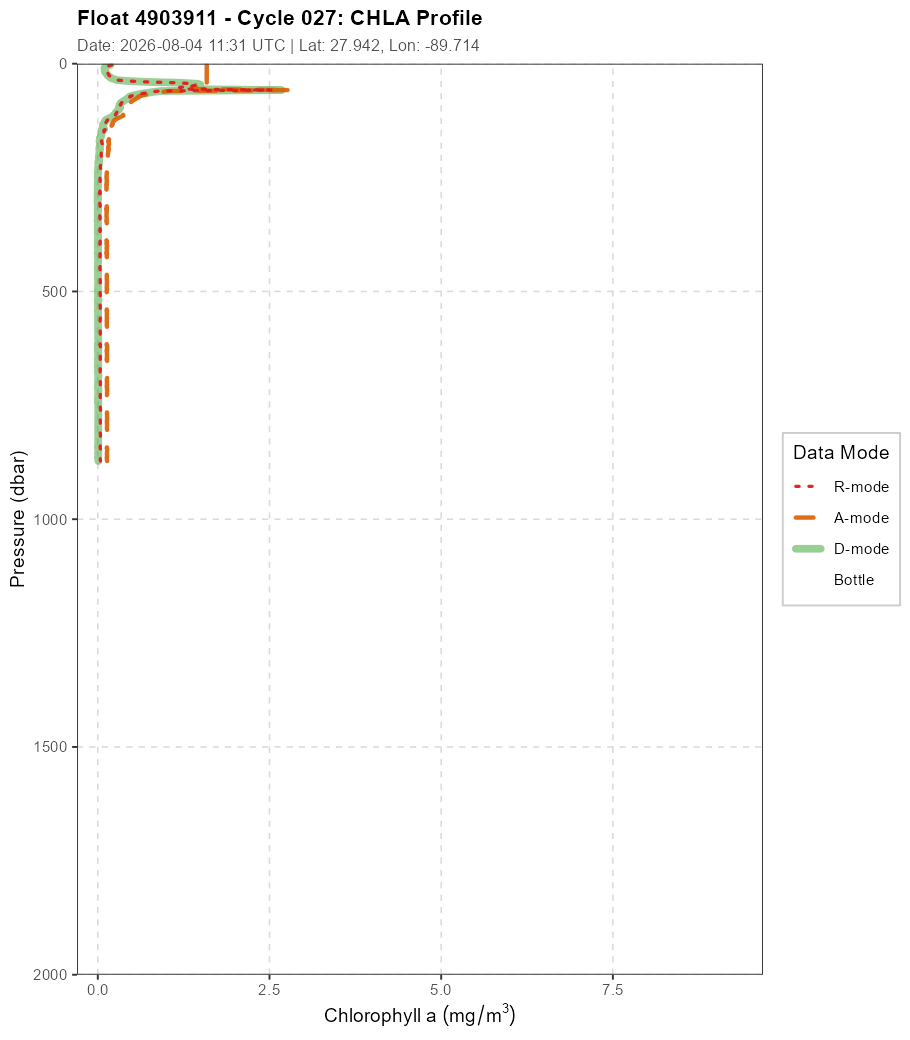 Float 4903911 - Cycle 027: CHLA Profile
Date: 2026-08-04 11:31 UTC | Lat: 27.942, Lon: -89.714
0
500
1000
1500
2000
Pressure (dbar)
0.0 2.5 5.0 7.5
Chlorophyll a (mg/m³)
Data Mode
R-mode
A-mode
D-mode
Bottle